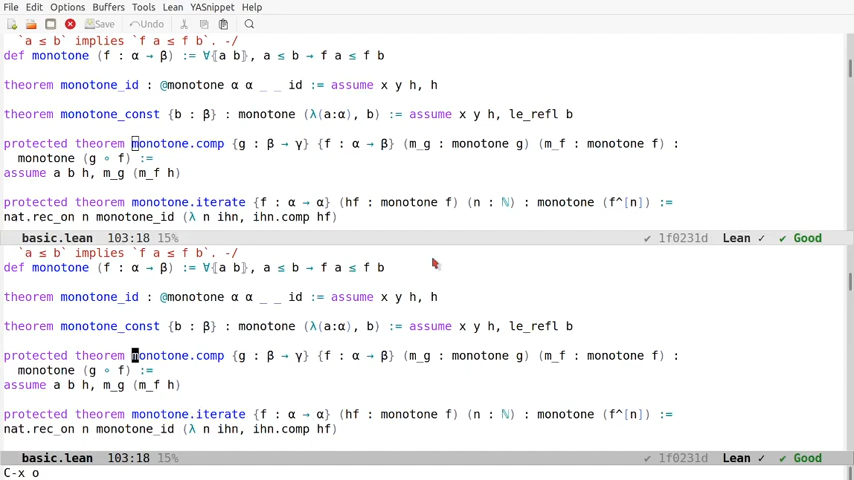 File Edit Options Buffers Tools Lean YASnippet Help
Save Undo
`a ≤ b` implies `f a ≤ f b`. -/
def monotone (f : α → β) := ∀⦃a b⦄, a ≤ b → f a ≤ f b
theorem monotone_id : @monotone α α _ _ id := assume x y h, h
theorem monotone_const {b : β} : monotone (λ(a:α), b) := assume x y h, le_refl b
protected theorem monotone.comp {g : β → γ} {f : α → β} (m_g : monotone g) (m_f : monotone f) :
monotone (g ∘ f) :=
assume a b h, m_g (m_f h)
protected theorem monotone.iterate {f : α → α} (hf : monotone f) (n : ℕ) : monotone (f^[n]) :=
nat.rec_on n monotone_id (λ n ihn, ihn.comp hf)
basic.lean 103:18 15% ✔ 1f0231d Lean ✓ ✔ Good
`a ≤ b` implies `f a ≤ f b`. -/
def monotone (f : α → β) := ∀⦃a b⦄, a ≤ b → f a ≤ f b
theorem monotone_id : @monotone α α _ _ id := assume x y h, h
theorem monotone_const {b : β} : monotone (λ(a:α), b) := assume x y h, le_refl b
protected theorem monotone.comp {g : β → γ} {f : α → β} (m_g : monotone g) (m_f : monotone f) :
monotone (g ∘ f) :=
assume a b h, m_g (m_f h)
protected theorem monotone.iterate {f : α → α} (hf : monotone f) (n : ℕ) : monotone (f^[n]) :=
nat.rec_on n monotone_id (λ n ihn, ihn.comp hf)
basic.lean 103:18 15% ✔ 1f0231d Lean ✓ ✔ Good
C-x o